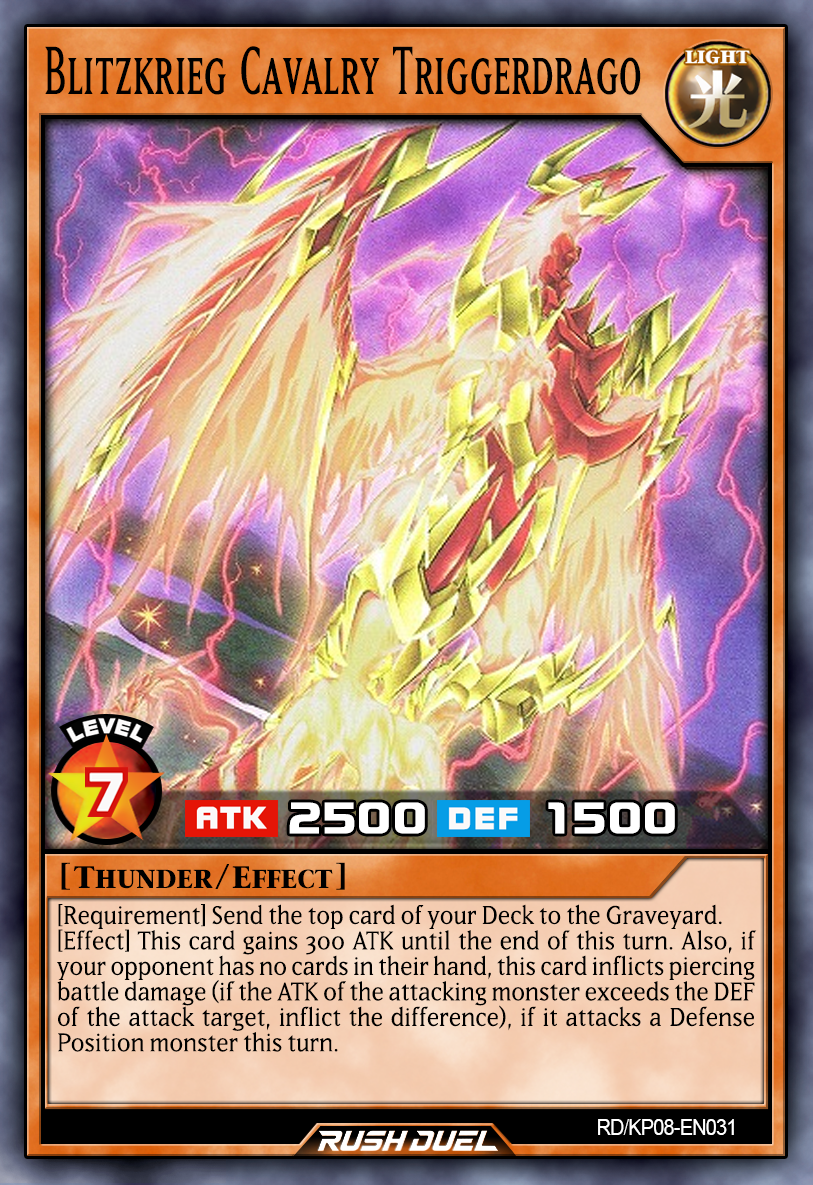 Blitzkrieg Cavalry Triggerdrago
LIGHT
光
LEVEL
7
ATK 2500 DEF 1500
[Thunder/Effect]
[Requirement] Send the top card of your Deck to the Graveyard.
[Effect] This card gains 300 ATK until the end of this turn. Also, if
your opponent has no cards in their hand, this card inflicts piercing
battle damage (if the ATK of the attacking monster exceeds the DEF
of the attack target, inflict the difference), if it attacks a Defense
Position monster this turn.
RUSH DUEL
RD/KP08-EN031